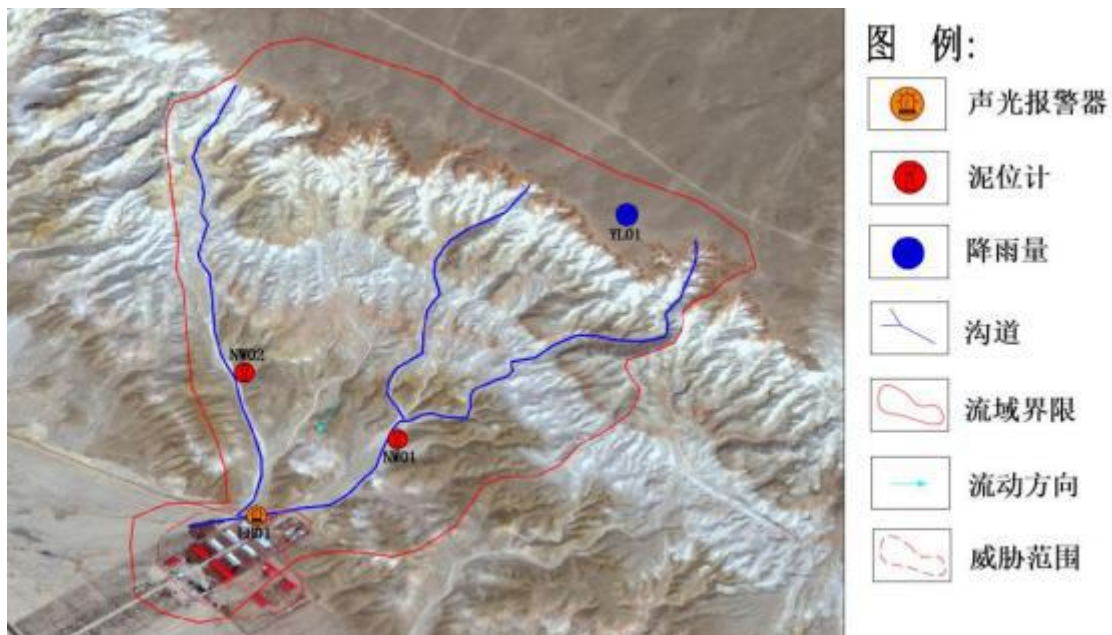 图 例:
声光报警器
泥位计
降雨量
沟道
流域界限
流动方向
威胁范围
YL01
NW02
NW01